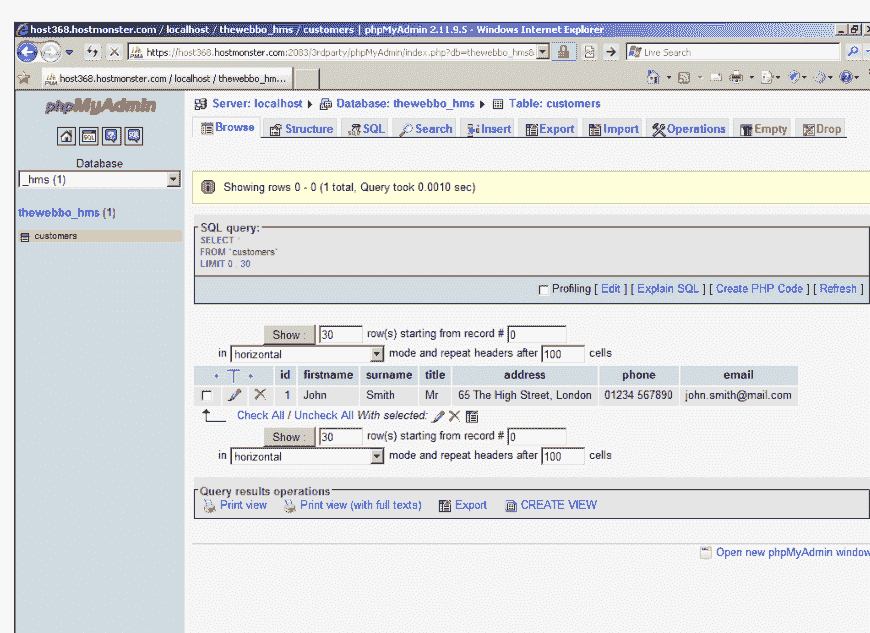 host368.hostmonster.com / localhost / thewebbo_hms / customers | phpMyAdmin 2.11.9.5 - Windows Internet Explorer
https://host368.hostmonster.com:2083/3rdparty/phpMyAdmin/index.php?db=thewebbo_hms& Live Search
host368.hostmonster.com / localhost / thewebbo_hm...
phpMyAdmin
Database
_hms (1)
thewebbo_hms (1)
customers
Server: localhost Database: thewebbo_hms Table: customers
Browse Structure SQL Search Insert Export Import Operations Empty Drop
Showing rows 0 - 0 (1 total, Query took 0.0010 sec)
SQL query:
SELECT *
FROM `customers`
LIMIT 0 , 30
Profiling [ Edit ] [ Explain SQL ] [ Create PHP Code ] [ Refresh ]
Show : 30 row(s) starting from record # 0
in horizontal mode and repeat headers after 100 cells
id firstname surname title address phone email
1 John Smith Mr 65 The High Street, London 01234 567890 john.smith@mail.com
Check All / Uncheck All With selected:
Show : 30 row(s) starting from record # 0
in horizontal mode and repeat headers after 100 cells
Query results operations
Print view Print view (with full texts) Export CREATE VIEW
Open new phpMyAdmin window